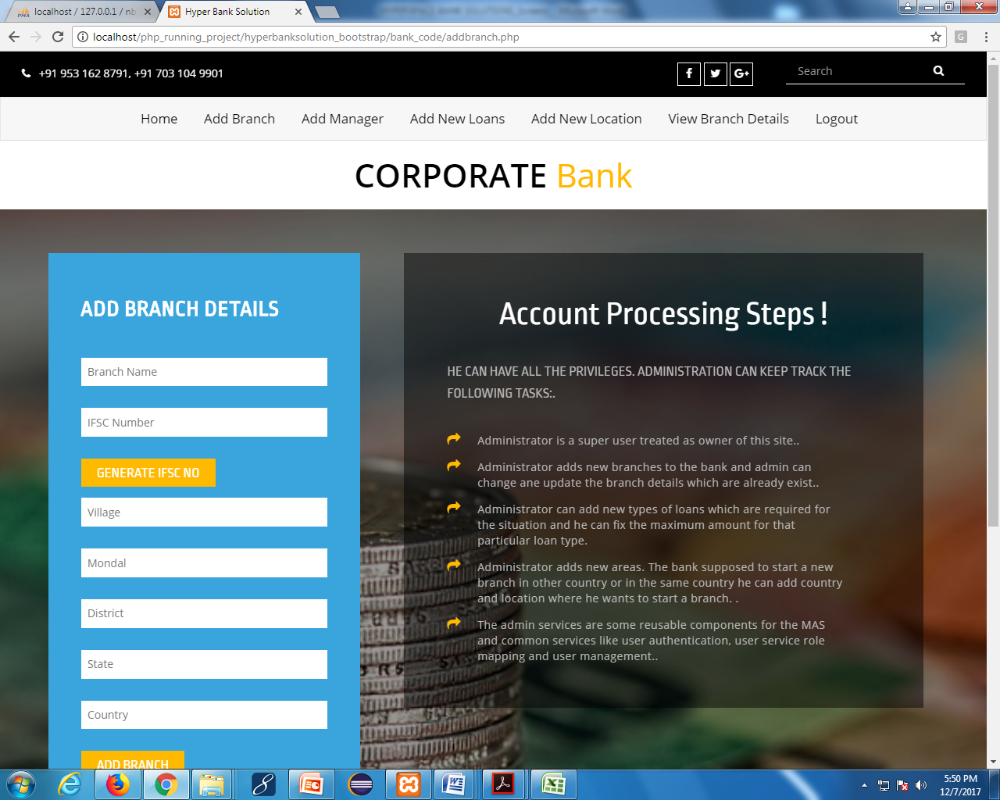 localhost / 127.0.0.1 / nb
Hyper Bank Solution
localhost/php_running_project/hyperbanksolution_bootstrap/bank_code/addbranch.php
+91 953 162 8791, +91 703 104 9901
Search
Home Add Branch Add Manager Add New Loans Add New Location View Branch Details Logout
CORPORATE Bank
ADD BRANCH DETAILS
Branch Name
IFSC Number
GENERATE IFSC NO
Village
Mondal
District
State
Country
ADD BRANCH
Account Processing Steps !
HE CAN HAVE ALL THE PRIVILEGES. ADMINISTRATION CAN KEEP TRACK THE
FOLLOWING TASKS:.
Administrator is a super user treated as owner of this site..
Administrator adds new branches to the bank and admin can
change ane update the branch details which are already exist..
Administrator can add new types of loans which are required for
the situation and he can fix the maximum amount for that
particular loan type.
Administrator adds new areas. The bank supposed to start a new
branch in other country or in the same country he can add country
and location where he wants to start a branch. .
The admin services are some reusable components for the MAS
and common services like user authentication, user service role
mapping and user management..
5:50 PM
12/7/2017